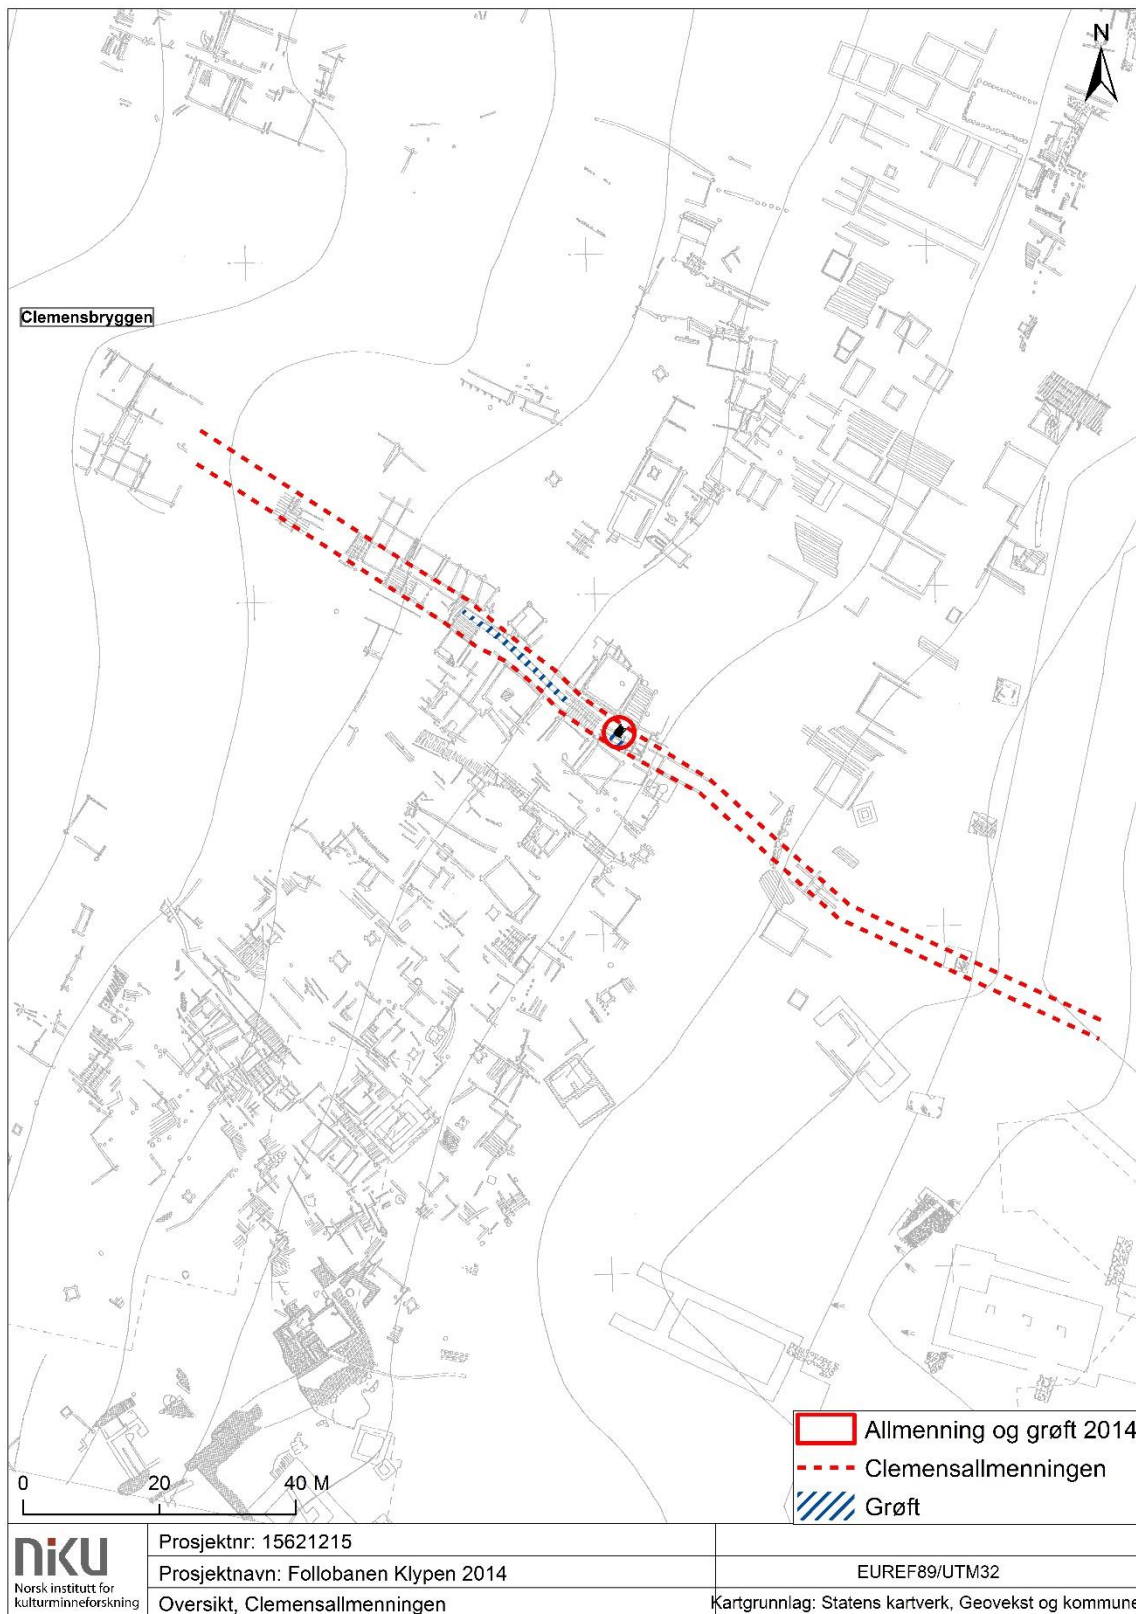 N
Clemensbryggen
Allmenning og grøft 2014
Clemensallmenningen
Grøft
0 20 40 M
niku
Norsk institutt for
kulturminneforskning
Prosjektnr: 15621215
Prosjektnavn: Follobanen Klypen 2014
Oversikt, Clemensallmenningen
EUREF89/UTM32
Kartgrunnlag: Statens kartverk, Geovekst og kommune